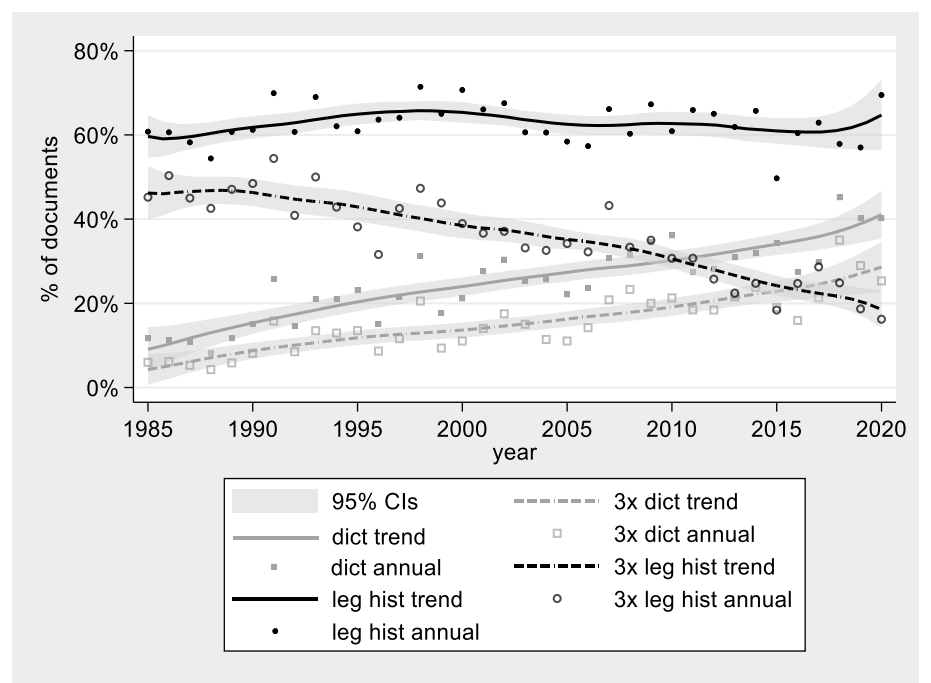 80%
60%
40%
20%
0%
% of documents
1985 1990 1995 2000 2005 2010 2015 2020
year
95% CIs
dict trend
dict annual
leg hist trend
leg hist annual
3x dict trend
3x dict annual
3x leg hist trend
3x leg hist annual